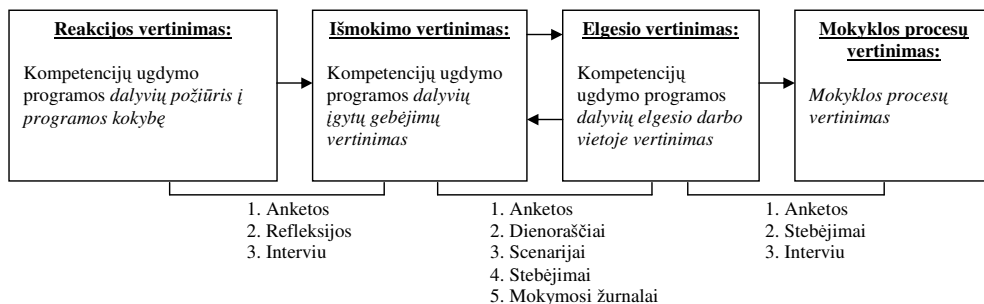 Reakcijos vertinimas:
Kompetencijų ugdymo
programos dalyvių požiūris į
programos kokybę
Išmokimo vertinimas:
Kompetencijų ugdymo
programos dalyvių
įgytų gebėjimų
vertinimas
Elgesio vertinimas:
Kompetencijų
ugdymo programos
dalyvių elgesio darbo
vietoje vertinimas
Mokyklos procesų
vertinimas:
Mokyklos procesų
vertinimas
1. Anketos
2. Refleksijos
3. Interviu
1. Anketos
2. Dienoraščiai
3. Scenarijai
4. Stebėjimai
5. Mokymosi žurnalai
1. Anketos
2. Stebėjimai
3. Interviu